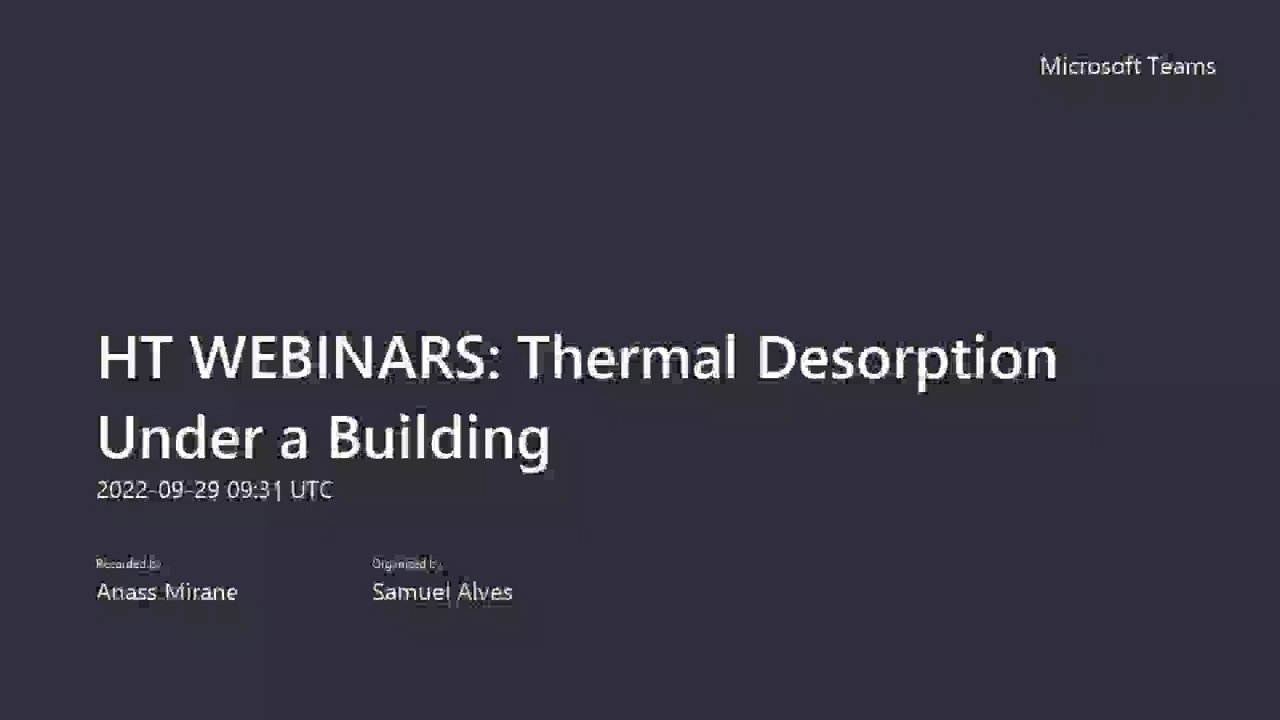 Microsoft Teams
HT WEBINARS: Thermal Desorption
Under a Building
2022-09-29 09:31 UTC
Recorded by
Organized by
Anass Mirane
Samuel Alves